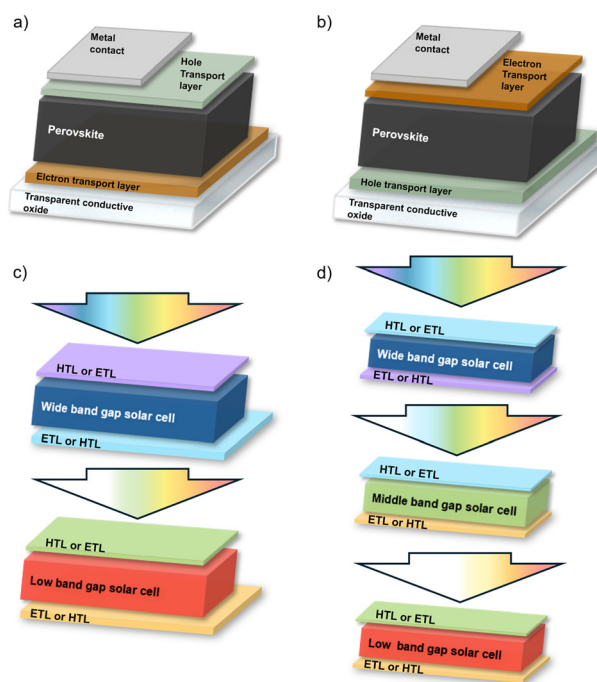 a)
Metal
contact
Hole
Transport
layer
Perovskite
Elctron transport layer
Transparent conductive
oxide
b)
Metal
contact
Electron
Transport
layer
Perovskite
Hole transport layer
Transparent conductive
oxide
c)
HTL or ETL
Wide band gap solar cell
ETL or HTL
HTL or ETL
Low band gap solar cell
ETL or HTL
d)
HTL or ETL
Wide band gap solar cell
ETL or HTL
HTL or ETL
Middle band gap solar cell
ETL or HTL
HTL or ETL
Low band gap solar cell
ETL or HTL